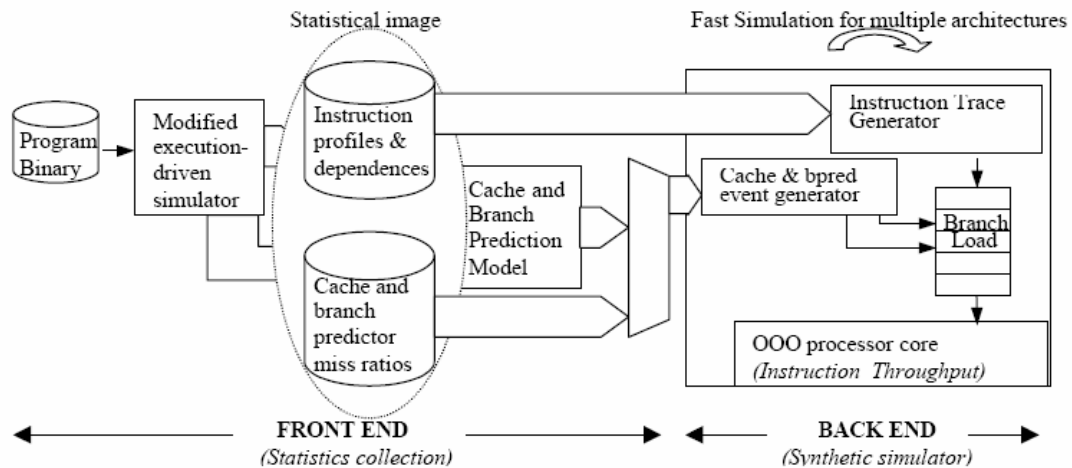 Statistical image
Fast Simulation for multiple architectures
Program
Binary
Modified
execution-
driven
simulator
Instruction
profiles &
dependences
Cache and
Branch
Prediction
Model
Cache and
branch
predictor
miss ratios
Instruction Trace
Generator
Cache & bpred
event generator
Branch
Load
OOO processor core
(Instruction Throughput)
FRONT END
(Statistics collection)
BACK END
(Synthetic simulator)